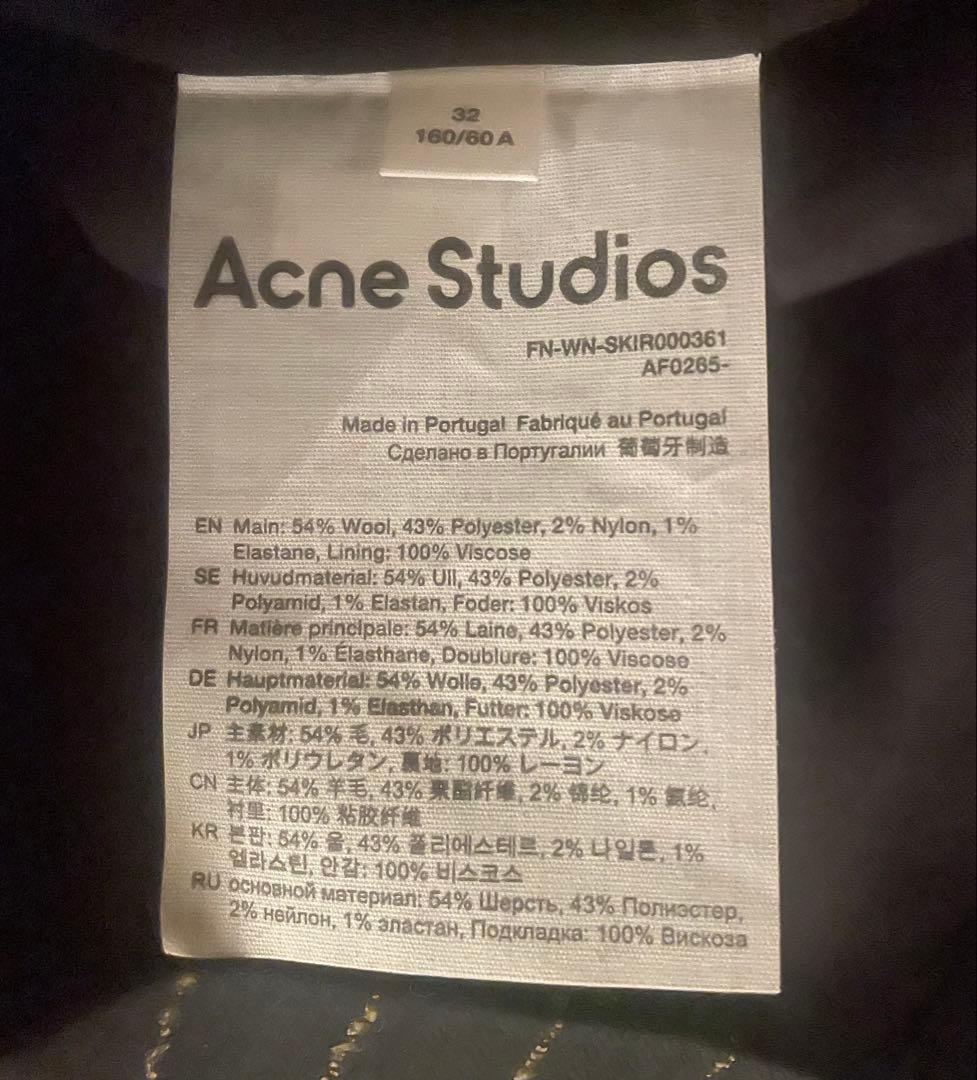 32
160/60 A
Acne Studios
FN-WN-SKIR000361
AF0265-
Made in Portugal Fabriqué au Portugal
Сделано в Португалии 葡萄牙制造
EN Main: 54% Wool, 43% Polyester, 2% Nylon, 1%
Elastane, Lining: 100% Viscose
SE Huvudmaterial: 54% Ull, 43% Polyester, 2%
Polyamid, 1% Elastan, Foder: 100% Viskos
FR Matière principale: 54% Laine, 43% Polyester, 2%
Nylon, 1% Élasthane, Doublure: 100% Viscose
DE Hauptmaterial: 54% Wolle, 43% Polyester, 2%
Polyamid, 1% Elasthan, Futter: 100% Viskose
JP 主素材: 54% 毛, 43% ポリエステル, 2% ナイロン,
1% ポリウレタン, 裏地: 100% レーヨン
CN 主体: 54% 羊毛, 43% 聚酯纤维, 2% 锦纶, 1% 氨纶,
衬里: 100% 粘胶纤维
KR 본판: 54% 울, 43% 폴리에스테르, 2% 나일론, 1%
엘라스틴, 안감: 100% 비스코스
RU основной материал: 54% Шерсть, 43% Полиэстер,
2% нейлон, 1% эластан, Подкладка: 100% Вискоза